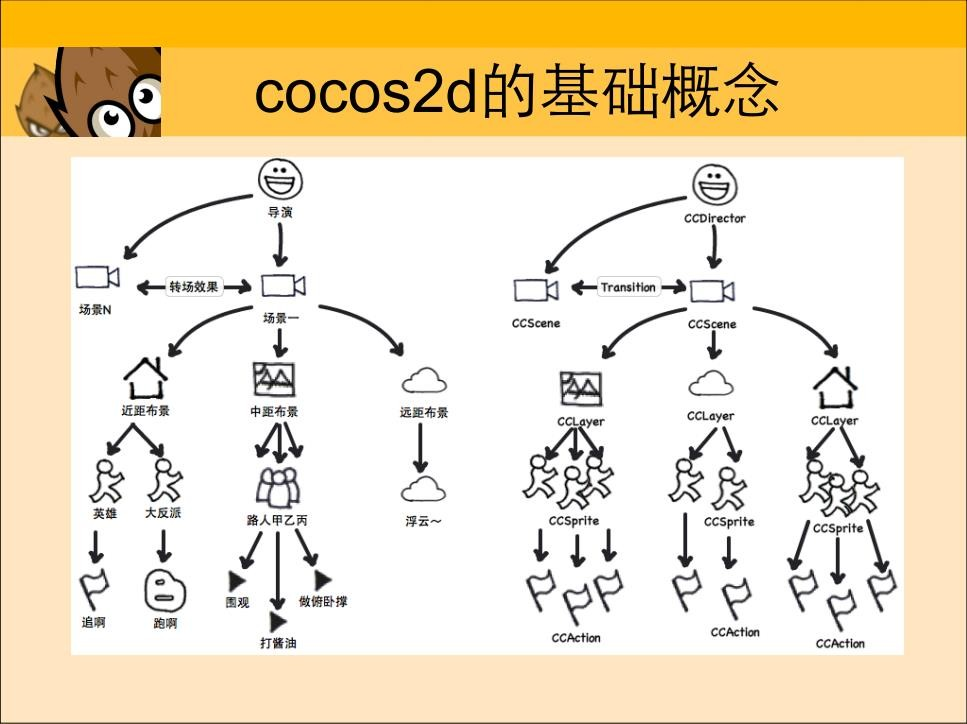 cocos2d的基础概念
导演
转场效果
场景N
场景一
近距布景
中距布景
远距布景
英雄
大反派
路人甲乙丙
浮云~
追啊
跑啊
围观
做俯卧撑
打酱油
CCDirector
Transition
CCScene
CCScene
CCLayer
CCLayer
CCLayer
CCSprite
CCSprite
CCSprite
CCAction
CCAction
CCAction